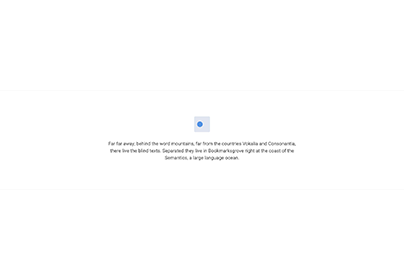 Far far away, behind the word mountains, far from the countries Vokalia and Consonantia,
there live the blind texts. Separated they live in Bookmarksgrove right at the coast of the
Semantics, a large language ocean.